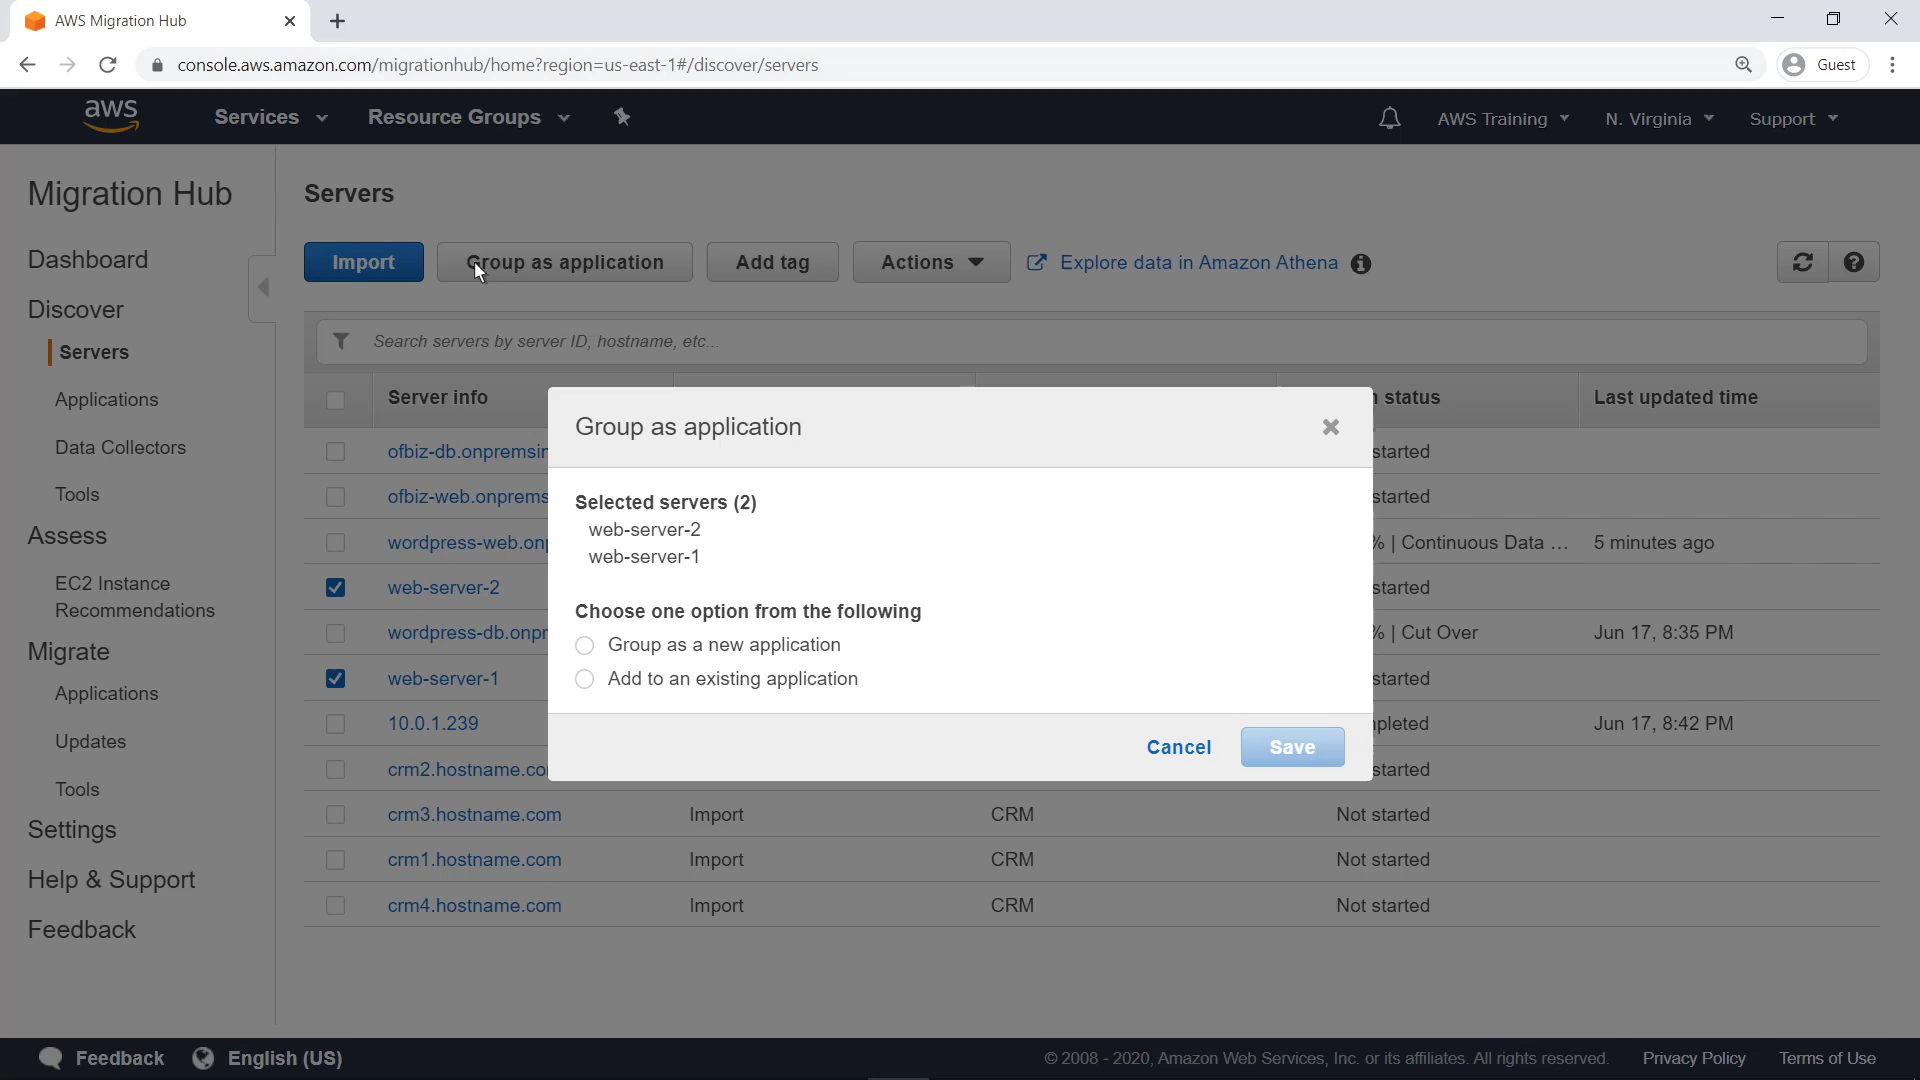 AWS Migration Hub
console.aws.amazon.com/migrationhub/home?region=us-east-1#/discover/servers
Guest
aws
Services
Resource Groups
AWS Training
N. Virginia
Support
Migration Hub
Dashboard
Discover
Servers
Applications
Data Collectors
Tools
Assess
EC2 Instance
Recommendations
Migrate
Applications
Updates
Tools
Settings
Help & Support
Feedback
Servers
Import
Group as application
Add tag
Actions
Explore data in Amazon Athena
Search servers by server ID, hostname, etc...
Server info
status
Last updated time
ofbiz-db.onpremsin
started
ofbiz-web.onprems
started
wordpress-web.onp
% | Continuous Data ...
5 minutes ago
web-server-2
started
wordpress-db.onpr
% | Cut Over
Jun 17, 8:35 PM
web-server-1
started
10.0.1.239
pleted
Jun 17, 8:42 PM
crm2.hostname.co
started
crm3.hostname.com
Import
CRM
Not started
crm1.hostname.com
Import
CRM
Not started
crm4.hostname.com
Import
CRM
Not started
Group as application
Selected servers (2)
web-server-2
web-server-1
Choose one option from the following
Group as a new application
Add to an existing application
Cancel
Save
Feedback
English (US)
© 2008 - 2020, Amazon Web Services, Inc. or its affiliates. All rights reserved.
Privacy Policy
Terms of Use